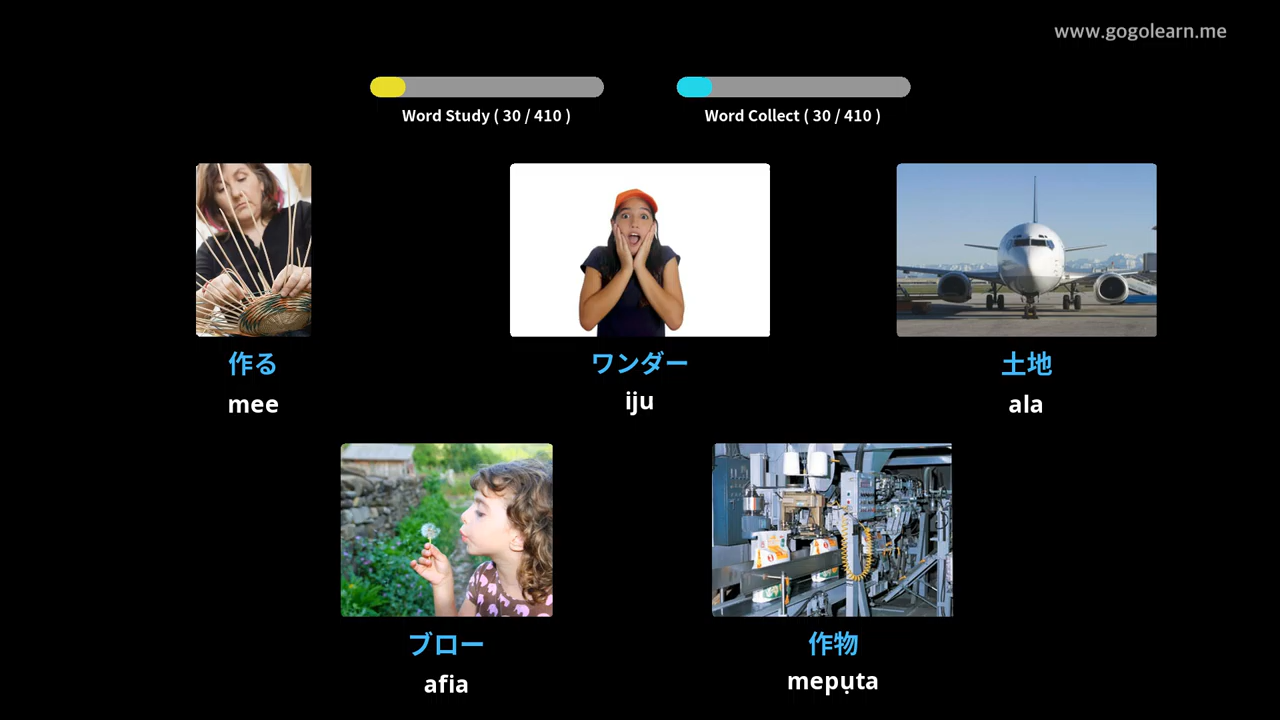 www.gogolearn.me
Word Study ( 30 / 410 )
Word Collect ( 30 / 410 )
作る
mee
ワンダー
iju
土地
ala
ブロー
afia
作物
mepụta